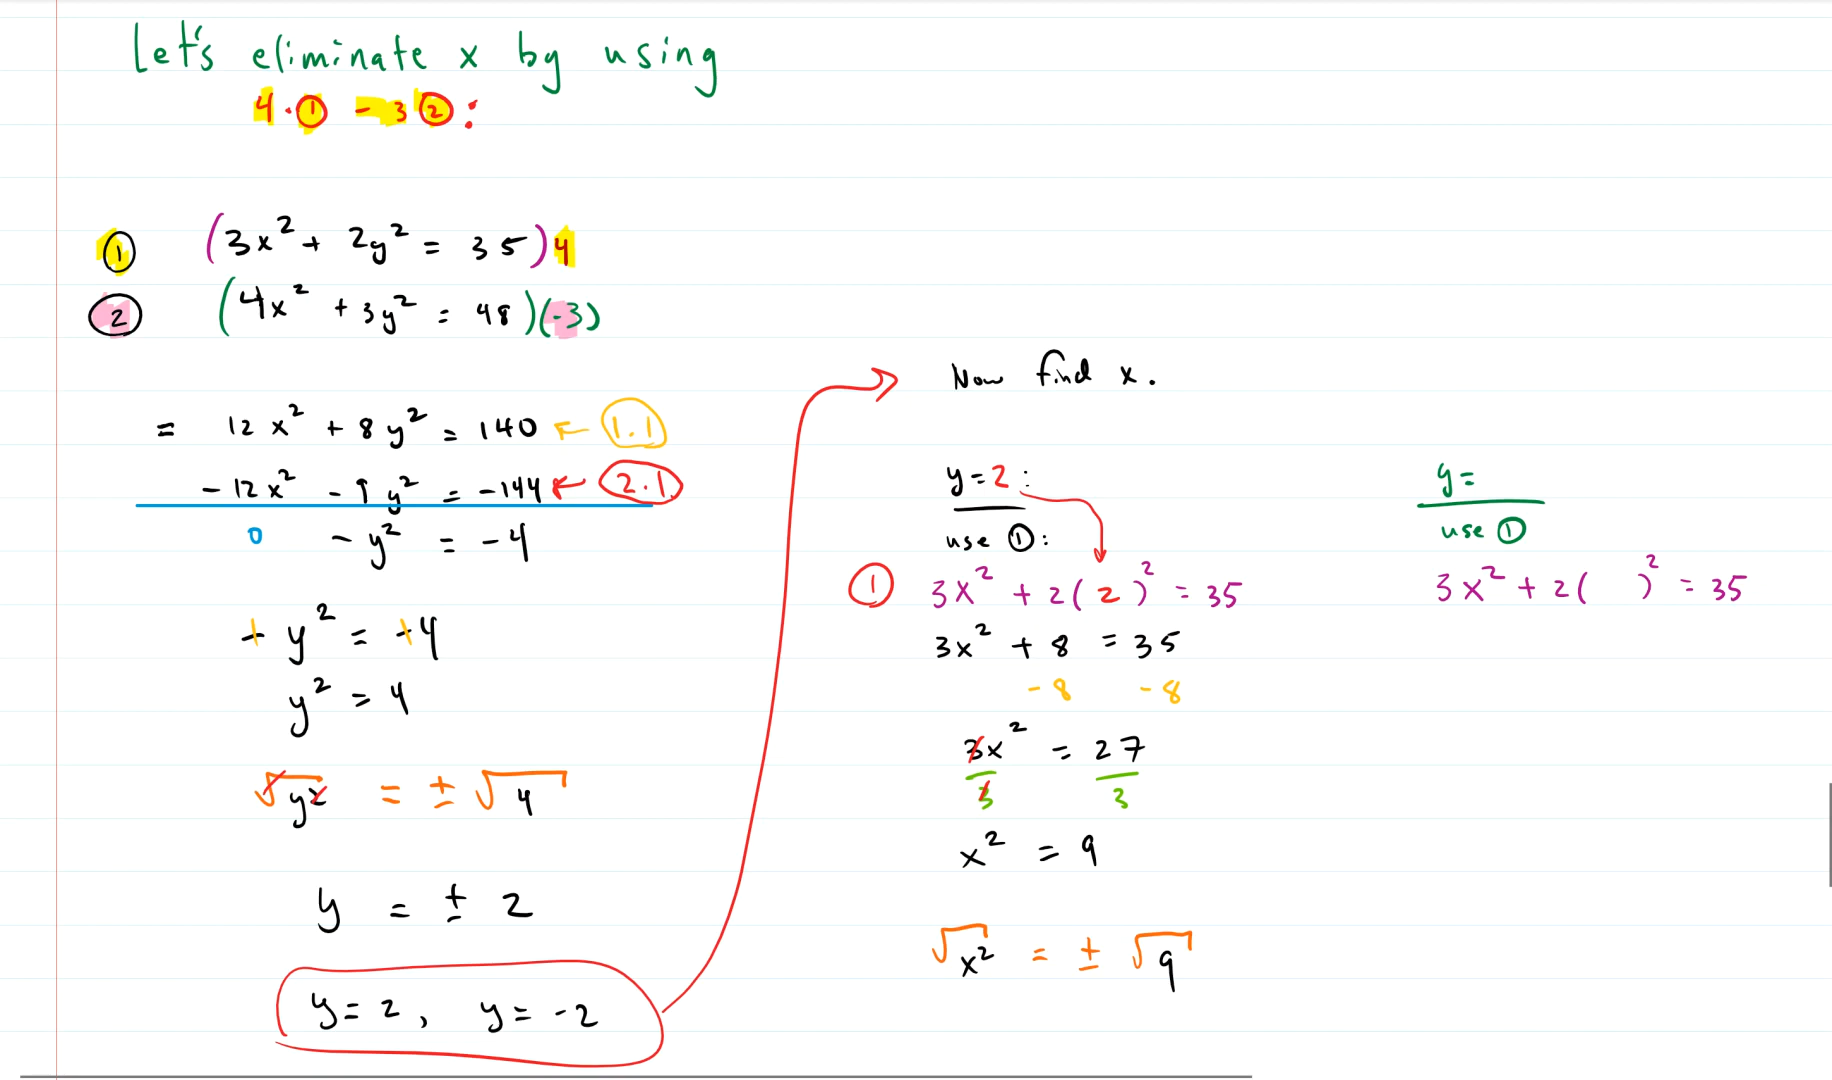 Let's eliminate x by using
4·① - 3②:
① (3x² + 2y² = 35)4
② (4x² + 3y² = 48)(-3)
= 12x² + 8y² = 140 ← 1.1
-12x² - 9y² = -144 ← 2.1
0 - y² = -4
+ y² = +4
y² = 4
√y² = ± √4
y = ± 2
y = 2, y = -2
Now find x.
y = 2:
use ①:
① 3x² + 2(2)² = 35
3x² + 8 = 35
-8 -8
3x²/3 = 27/3
x² = 9
√x² = ± √9
y =
use ①
3x² + 2( )² = 35